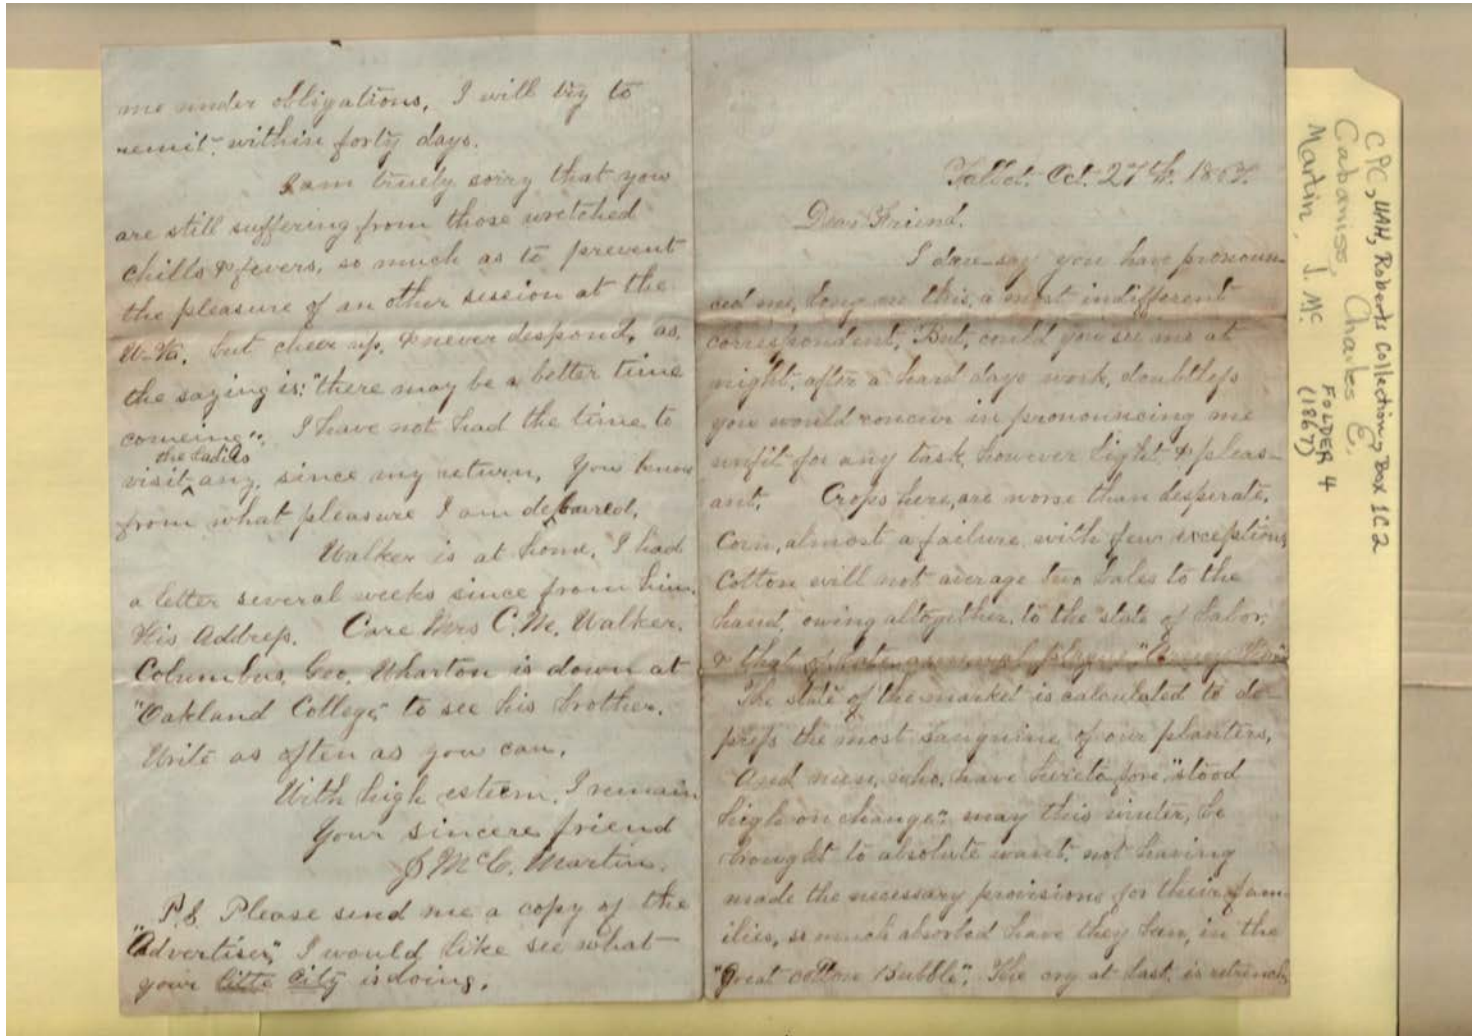 me under obligations, I will try to
remit within forty days.
I am truely sorry that you
are still suffering from those wretched
chills & fevers, so much as to prevent
the pleasure of an other session at the
but cheer up, & never despond, as,
the saying is: "there may be a better time
comeing". I have not had the time to
the Ladies
visit any, since my return, You know
from what pleasure I am debarred.
Walker is at home, I had
a letter several weeks since from him.
His Address. Care Mrs C. M. Walker.
Columbus, Geo. Wharton is down at
"Oakland College," to see his brother.
Write as often as you can,
With high esteem, I remain
Your sincere friend
J McC. Martin.
P.S. Please send me a copy of the
"Advertiser," I would like see what
your little city is doing.
Oct. 27th. 1867.
Dear Friend.
I dare-say you have pronoun-
ced me, long ere this, a most indifferent
correspondent, But, could you see me at
night, after a hard days work, doubtless
you would concur in pronouncing me
unfit for any task, however light & pleas-
ant. Crops here, are worse than desperate.
Corn, almost a failure, with few exceptions
Cotton will not average two bales to the
hand, owing altogether, to the state of labor,
& that of late annual plague, "Army Worm"
The state of the market is calculated to de-
press the most sanguine of our planters,
And men, who, have heretofore, "stood
high on change" may this winter, be
brought to absolute want, not having
made the necessary provisions for their fam-
ilies, so much absorbed have they been, in the
"great cotton Bubble". The cry at last, is retrench
CPC, UAH, Roberts Collection, Box 1C2
Cabaniss, Charles E.
Martin, J. Mc. FOLDER 4
(1867)